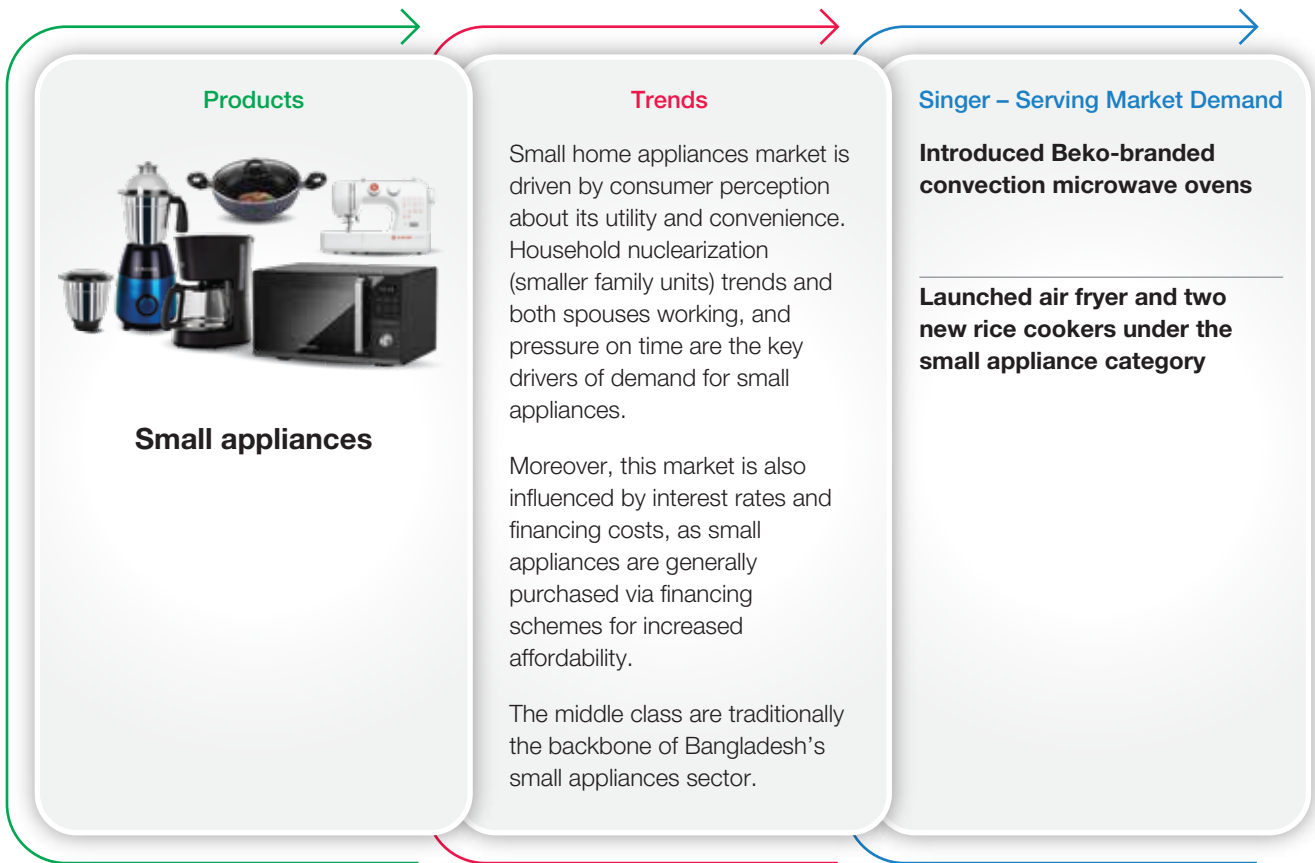 Products
Small appliances
Trends
Small home appliances market is
driven by consumer perception
about its utility and convenience.
Household nuclearization
(smaller family units) trends and
both spouses working, and
pressure on time are the key
drivers of demand for small
appliances.
Moreover, this market is also
influenced by interest rates and
financing costs, as small
appliances are generally
purchased via financing
schemes for increased
affordability.
The middle class are traditionally
the backbone of Bangladesh’s
small appliances sector.
Singer – Serving Market Demand
Introduced Beko-branded
convection microwave ovens
Launched air fryer and two
new rice cookers under the
small appliance category